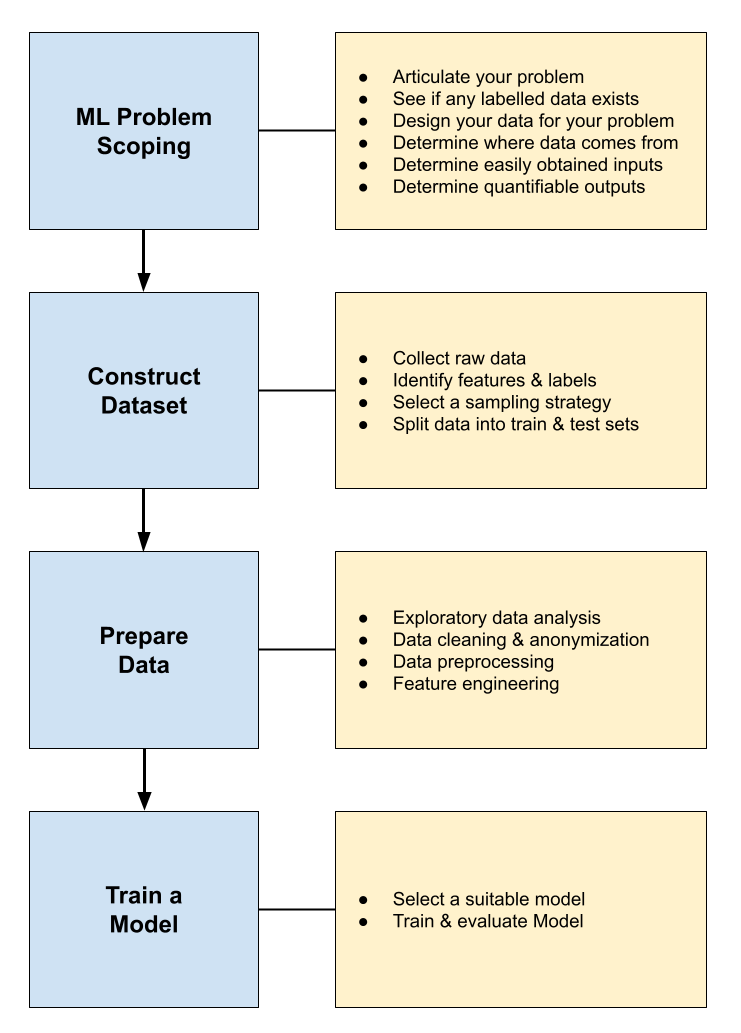 ML Problem
Scoping
● Articulate your problem
● See if any labelled data exists
● Design your data for your problem
● Determine where data comes from
● Determine easily obtained inputs
● Determine quantifiable outputs
Construct
Dataset
● Collect raw data
● Identify features & labels
● Select a sampling strategy
● Split data into train & test sets
Prepare
Data
● Exploratory data analysis
● Data cleaning & anonymization
● Data preprocessing
● Feature engineering
Train a
Model
● Select a suitable model
● Train & evaluate Model